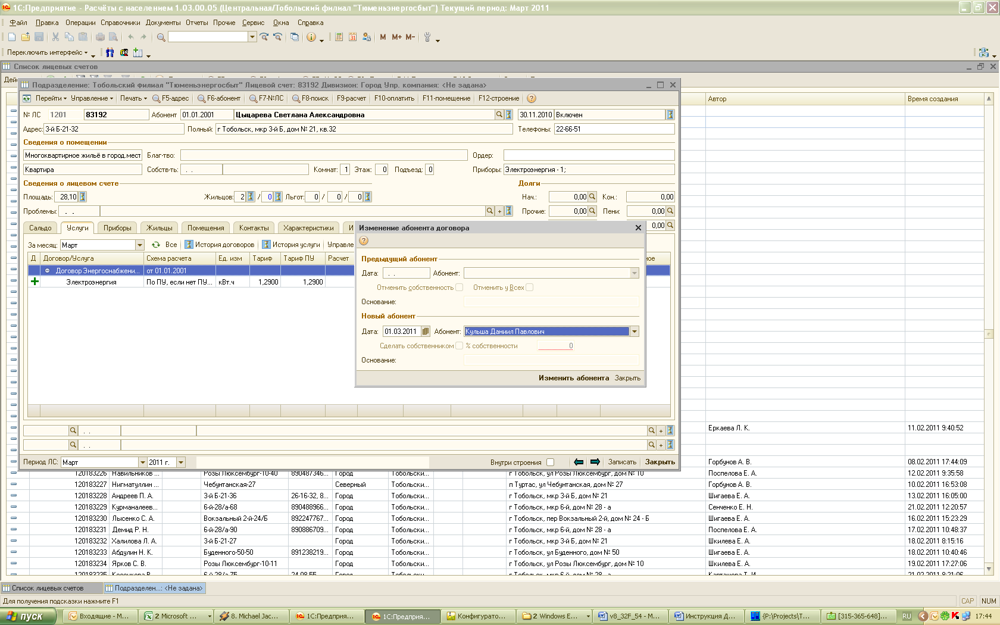 1С:Предприятие - Расчёты с населением 1.03.00.05 (Центральная/Тобольский филиал "Тюменьэнергосбыт") Текущий период: Март 2011
Файл Правка Операции Справочники Документы Отчеты Прочие Сервис Окна Справка
M M+ M-
Переключить интерфейс
Список лицевых счетов
Подразделение: Тобольский филиал "Тюменьэнергосбыт" Лицевой счет: 83192 Дивизион: Город Упр. компания: <Не задана>
Перейти Управление Печать F5-адрес F6-абонент F7-№ЛС F8-поиск F9-расчет F10-оплатить F11-помещение F12-строение
Автор Время создания
№ ЛС 1201 83192 Абонент 01.01.2001 Цыцарева Светлана Александровна 30.11.2010 Включен
Адрес: 3-й Б-21-32 Полный: г Тобольск, мкр 3-й Б, дом № 21, кв.32 Телефоны: 22-66-51
Сведения о помещении
Многоквартирное жильё в город.мест Благ-тво: Ордер:
Квартира Собств-ть: . . Комнат: 1 Этаж: 0 Подъезд: 0 Приборы: Электроэнергия - 1;
Сведения о лицевом счете Долги
Площадь: 28,10 Жильцов: 2 / 0 Льгот: 0 / 0 / 0 Нач.: 0,00 Кон.: 0,00
Проблемы: . . Прочие: 0,00 Пени: 0,00
Сальдо Услуги Приборы Жильцы Помещения Контакты Характеристики И 0,00
За месяц: Март Все История договоров История услуги Управле
Д Договор/Услуга Схема расчета Ед. изм Тариф Тариф ПУ Расчет ное
Договор Энергоснабжени... от 01.01.2001
Электроэнергия По ПУ, если нет ПУ... кВт.ч 1,2900 1,2900
Изменение абонента договора
Предыдущий абонент
Дата: . . Абонент:
Отменить собственность Отменить у Всех
Основание:
Новый абонент
Дата: 01.03.2011 Абонент: Кульша Даниил Павлович
Сделать собственником % собственности 0
Основание:
Изменить абонента Закрыть
. .
. .
Период ЛС: Март 2011 г. Внутри строения Записать Закрыть
Еркаева Л. К. 11.02.2011 9:40:52
Горбунов А. В. 08.02.2011 17:44:09
120183226 Навильников ... Розы Люксембург-10-40 890487346... Город Тобольски... г Тобольск, ул Розы Люксембург, дом № 10 Поспелова Е. А. 12.02.2011 9:35:58
120183227 Нигматуллин ... Чебунтанская-27 Северный Тобольски... п Туртас, ул Чебунтанская, дом № 27 Горбунов А. В. 10.02.2011 16:53:08
120183228 Андреев П. А. 3-й Б-21-36 26-16-32, 8... Город Тобольски... г Тобольск, мкр 3-й Б, дом № 21 Шигаева Е. А. 13.02.2011 16:05:00
120183229 Курманалеев... 6-й-28/а-68 890488966... Город Тобольски... г Тобольск, мкр 6-й, дом № 28 - а Сенченко Е. Н. 21.02.2011 12:20:57
120183230 Лысенко С. А. Вокзальный 2-й-24/Б 892247767... Город Тобольски... г Тобольск, пер Вокзальный 2-й, дом № 24 - Б Шигаева Е. А. 16.02.2011 15:23:29
120183231 Демид Р. Н. 6-й-28/а-90 890886709... Город Тобольски... г Тобольск, мкр 6-й, дом № 28 - а Поспелова Е. А. 17.02.2011 10:48:37
120183232 Халилова Л. А. 3-й Б-21-27 Город Тобольски... г Тобольск, мкр 3-й Б, дом № 21 Шкилева Е. А. 18.02.2011 8:15:16
120183233 Абдулин Н. К. Буденного-50-50 891238219... Город Тобольски... г Тобольск, ул Буденного, дом № 50 Шигаева Е. А. 18.02.2011 10:40:46
120183234 Ярков С. В. Розы Люксембург-10-11 Город Тобольски... г Тобольск, ул Розы Люксембург, дом № 10 Шкилева Е. А. 19.02.2011 17:27:06
Список лицевых счетов Подразделен...: <Не задана>
Для получения подсказки нажмите F1 CAP NUM
пуск Входящие - М... 2 Microsoft ... 8. Michael Jac... 1С:Предприя... 1С:Предприя... Конфигурато... 2 Windows E... v8_32F_54 - M... Инструкция Д... {P:\Projects\T... [315-365-648]... RU 17:44